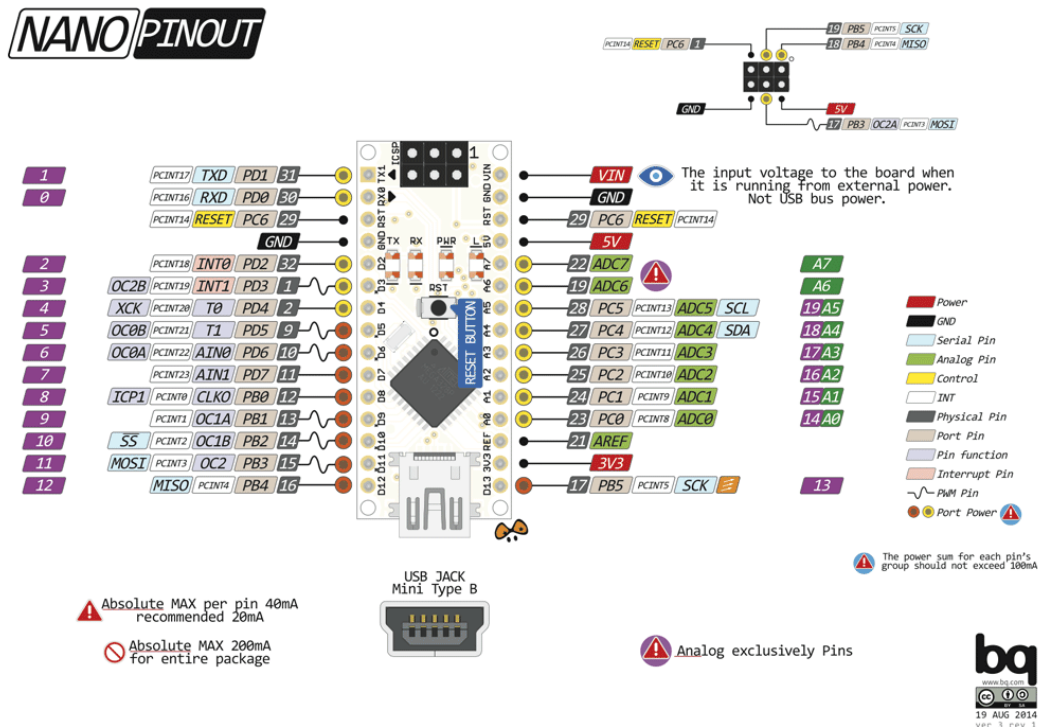 NANO PINOUT
PCINT14 RESET PC6 1
19 PB5 PCINT5 SCK
18 PB4 PCINT4 MISO
GND
5V
17 PB3 OC2A PCINT3 MOSI
1 PCINT17 TXD PD1 31
0 PCINT16 RXD PD0 30
PCINT14 RESET PC6 29
GND
2 PCINT18 INT0 PD2 32
3 OC2B PCINT19 INT1 PD3 1
4 XCK PCINT20 T0 PD4 2
5 OC0B PCINT21 T1 PD5 9
6 OC0A PCINT22 AIN0 PD6 10
7 PCINT23 AIN1 PD7 11
8 ICP1 PCINT0 CLKO PB0 12
9 PCINT1 OC1A PB1 13
10 SS PCINT2 OC1B PB2 14
11 MOSI PCINT3 OC2 PB3 15
12 MISO PCINT4 PB4 16
ICSP
1
TX1
RX0
RST
GND
D2
D3
D4
D5
D6
D7
D8
D9
D10
D11
D12
TX RX PWR L
RST
RESET BUTTON
VIN
GND
RST
5V
A7
A6
A5
A4
A3
A2
A1
A0
REF
3V3
D13
VIN
The input voltage to the board when
it is running from external power.
Not USB bus power.
GND
29 PC6 RESET PCINT14
5V
22 ADC7 A7
19 ADC6 A6
28 PC5 PCINT13 ADC5 SCL 19 A5
27 PC4 PCINT12 ADC4 SDA 18 A4
26 PC3 PCINT11 ADC3 17 A3
25 PC2 PCINT10 ADC2 16 A2
24 PC1 PCINT9 ADC1 15 A1
23 PC0 PCINT8 ADC0 14 A0
21 AREF
3V3
17 PB5 PCINT5 SCK 13
Power
GND
Serial Pin
Analog Pin
Control
INT
Physical Pin
Port Pin
Pin function
Interrupt Pin
PWM Pin
Port Power
The power sum for each pin's
group should not exceed 100mA
USB JACK
Mini Type B
Absolute MAX per pin 40mA
recommended 20mA
Absolute MAX 200mA
for entire package
Analog exclusively Pins
bq
www.bq.com
cc BY SA
19 AUG 2014
ver 3 rev 1